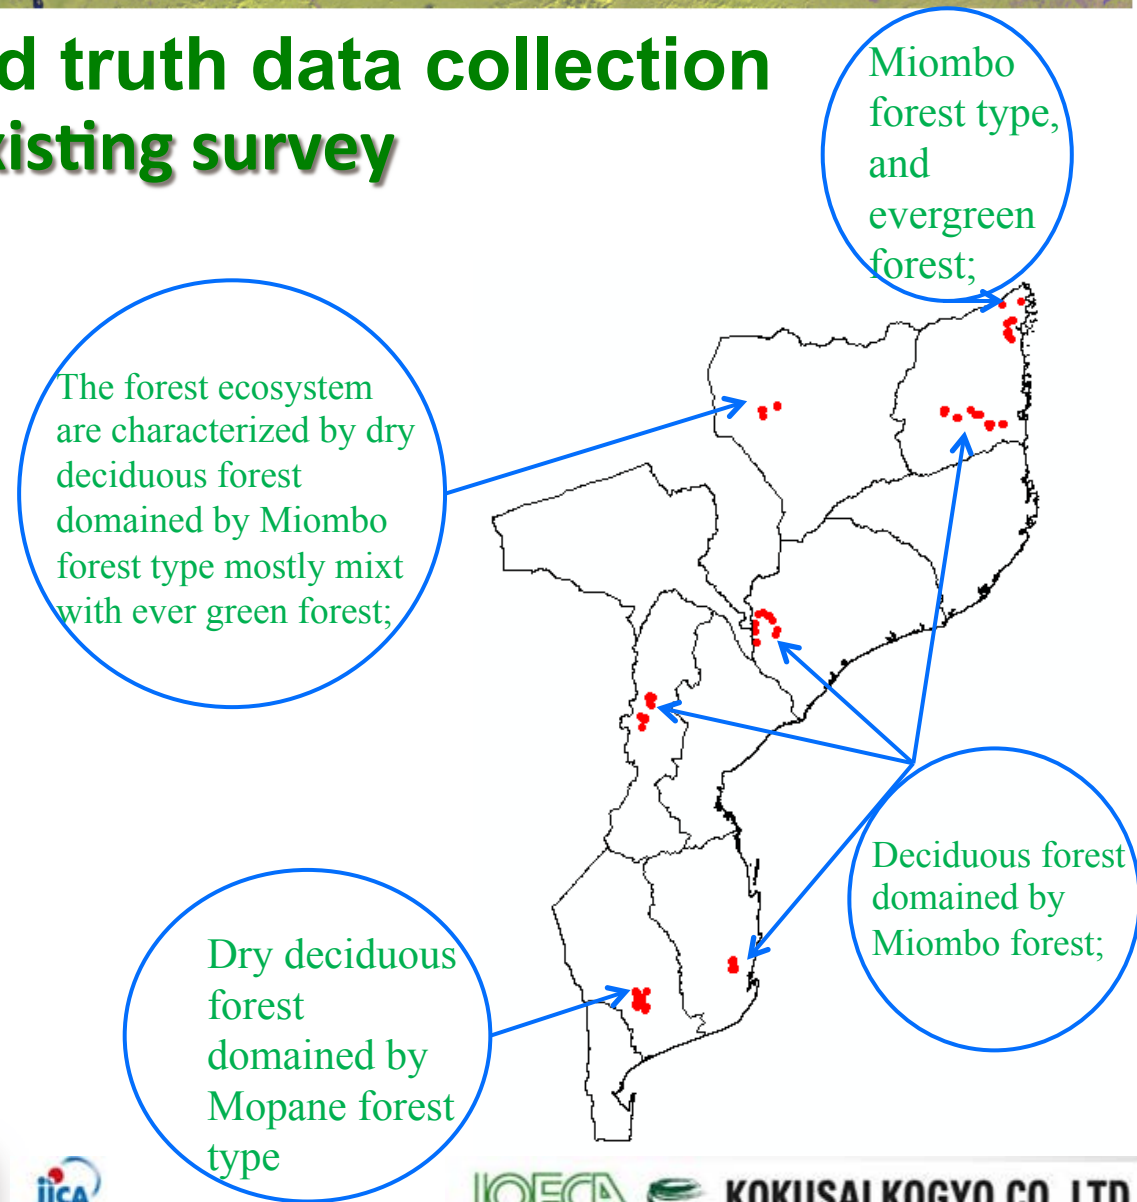 d truth data collection
xisting survey
Miombo
forest type,
and
evergreen
forest;
The forest ecosystem
are characterized by dry
deciduous forest
domained by Miombo
forest type mostly mixt
with ever green forest;
Deciduous forest
domained by
Miombo forest;
Dry deciduous
forest
domained by
Mopane forest
type
jica
KOKUSAI KOGYO CO., LTD